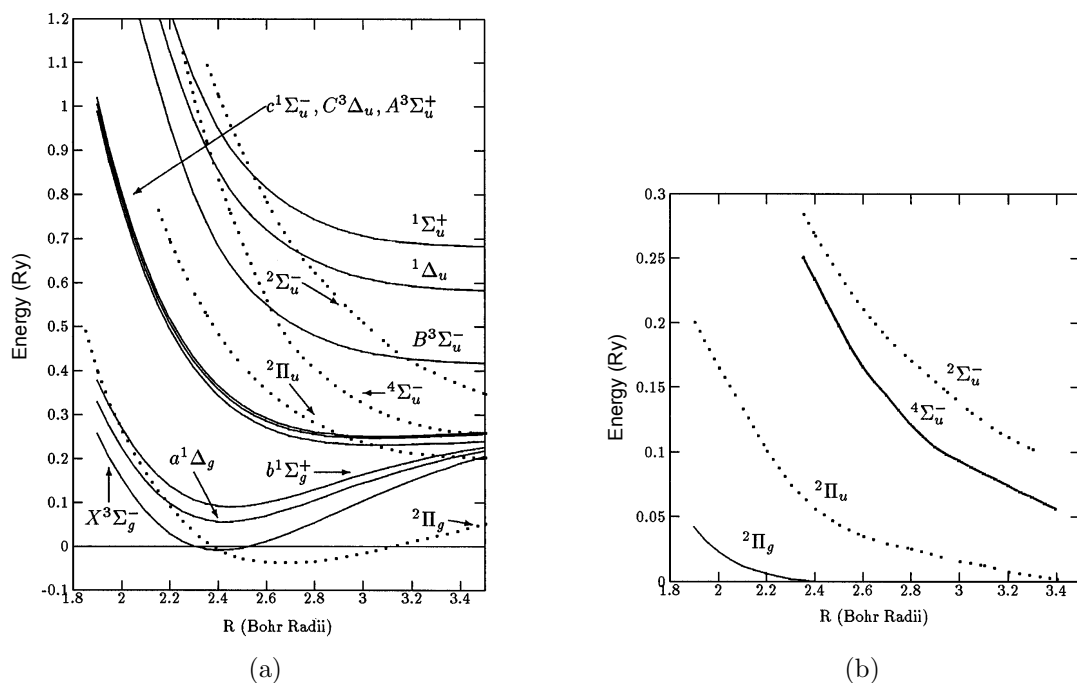 1.2
1.1
1
0.9
0.8
0.7
0.6
0.5
0.4
0.3
0.2
0.1
0
-0.1
Energy (Ry)
1.8 2 2.2 2.4 2.6 2.8 3 3.2 3.4
R (Bohr Radii)
c¹Σu⁻, C³Δu, A³Σu⁺
¹Σu⁺
¹Δu
²Σu⁻
B³Σu⁻
²Πu
⁴Σu⁻
a¹Δg
b¹Σg⁺
X³Σg⁻
²Πg
(a)
0.3
0.25
0.2
0.15
0.1
0.05
0
Energy (Ry)
1.8 2 2.2 2.4 2.6 2.8 3 3.2 3.4
R (Bohr Radii)
²Σu⁻
⁴Σu⁻
²Πu
²Πg
(b)